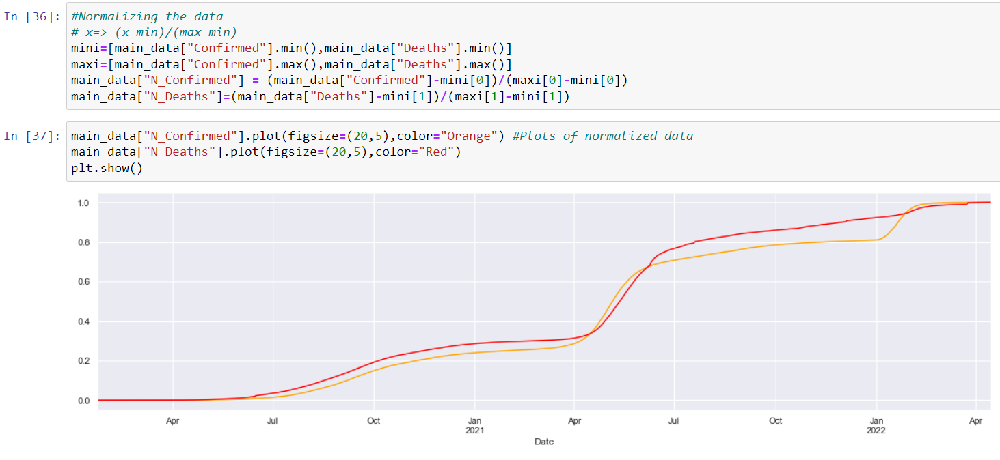 In [36]: #Normalizing the data
# x=> (x-min)/(max-min)
mini=[main_data["Confirmed"].min(),main_data["Deaths"].min()]
maxi=[main_data["Confirmed"].max(),main_data["Deaths"].max()]
main_data["N_Confirmed"] = (main_data["Confirmed"]-mini[0])/(maxi[0]-mini[0])
main_data["N_Deaths"]=(main_data["Deaths"]-mini[1])/(maxi[1]-mini[1])
In [37]: main_data["N_Confirmed"].plot(figsize=(20,5),color="Orange") #Plots of normalized data
main_data["N_Deaths"].plot(figsize=(20,5),color="Red")
plt.show()
1.0
0.8
0.6
0.4
0.2
0.0
Apr Jul Oct Jan Apr Jul Oct Jan Apr
2021 2022
Date